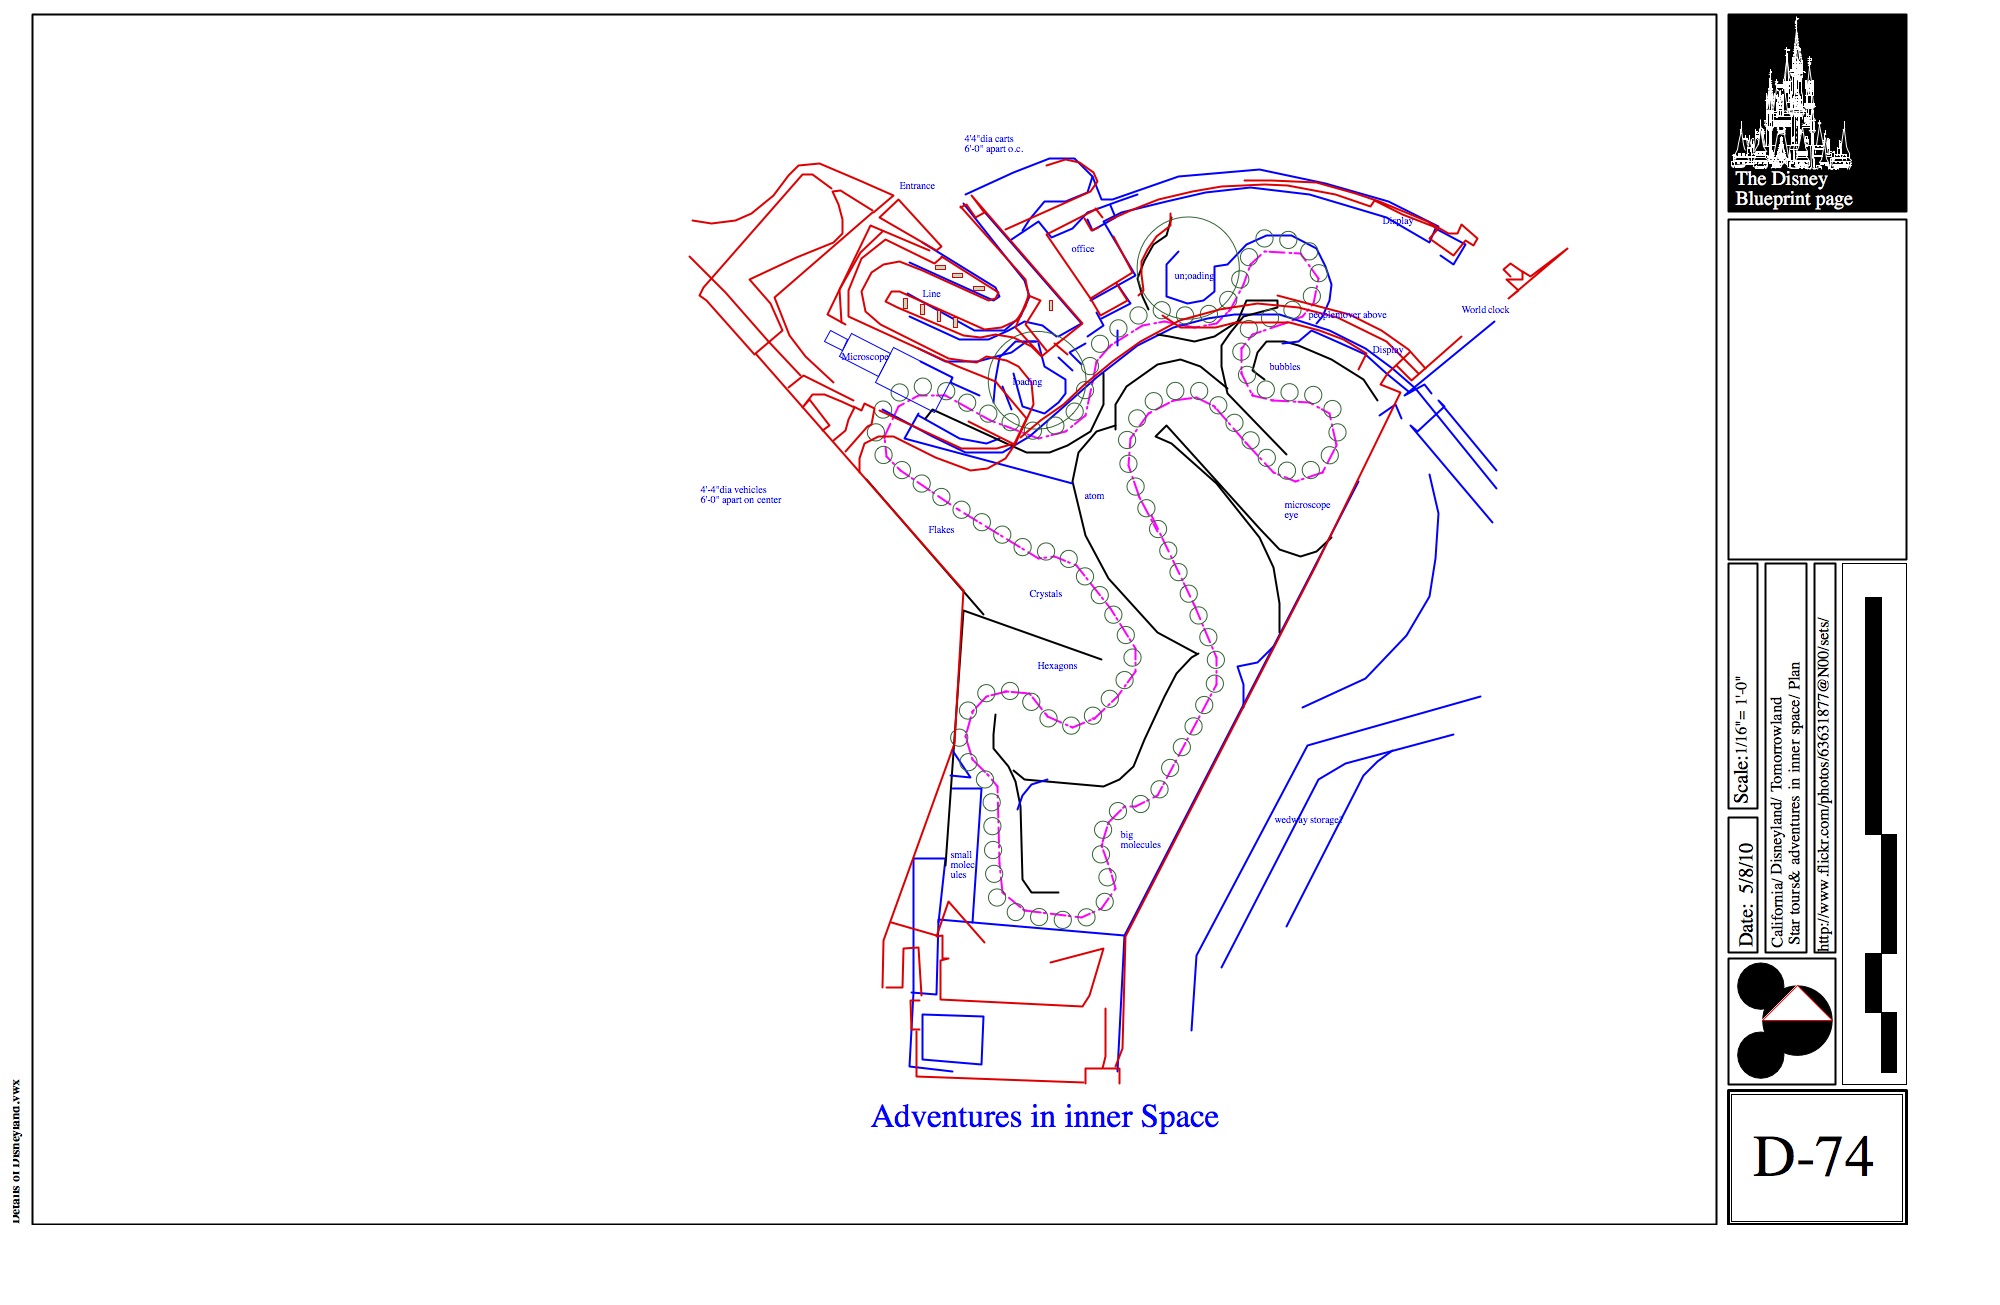 4'4"dia carts
6'-0" apart o.c.
Entrance
office
Display
un;oading
Line
World clock
peoplemover above
Display
Microscope
bubbles
loading
4'-4"dia vehicles
6'-0" apart on center
atom
microscope
eye
Flakes
Crystals
Hexagons
wedway storage?
big
molecules
small
molec
ules
Adventures in inner Space
Details of Disneyland.vwx
The Disney
Blueprint page
Scale:1/16"= 1'-0"
Date: 5/8/10
California/ Disneyland/ Tomorrowland
Star tours& adventures in inner space/ Plan
http://www.flickr.com/photos/63631877@N00/sets/
D-74